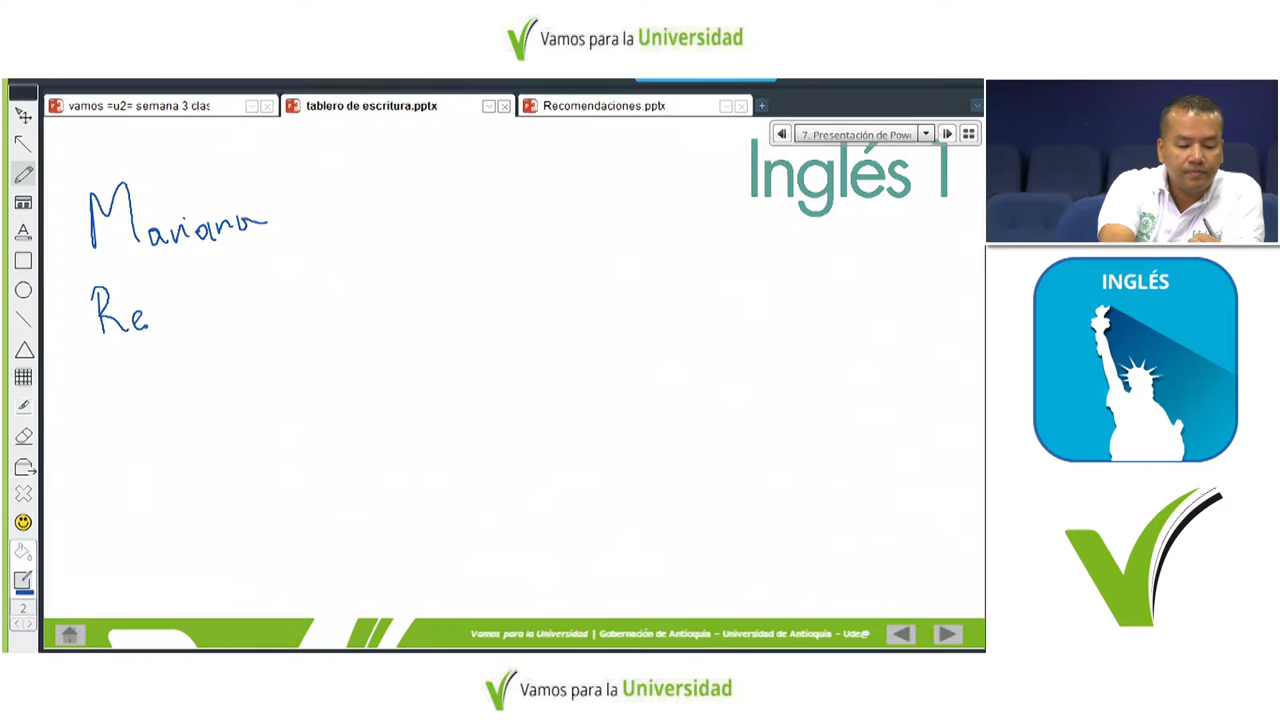 Vamos para la Universidad
vamos =u2= semana 3 clas
tablero de escritura.pptx
Recomendaciones.pptx
7. Presentación de Powe
Inglés 1
Mariana
Re
INGLÉS
2
Vamos para la Universidad | Gobernación de Antioquia – Universidad de Antioquia – Ude@
Vamos para la Universidad